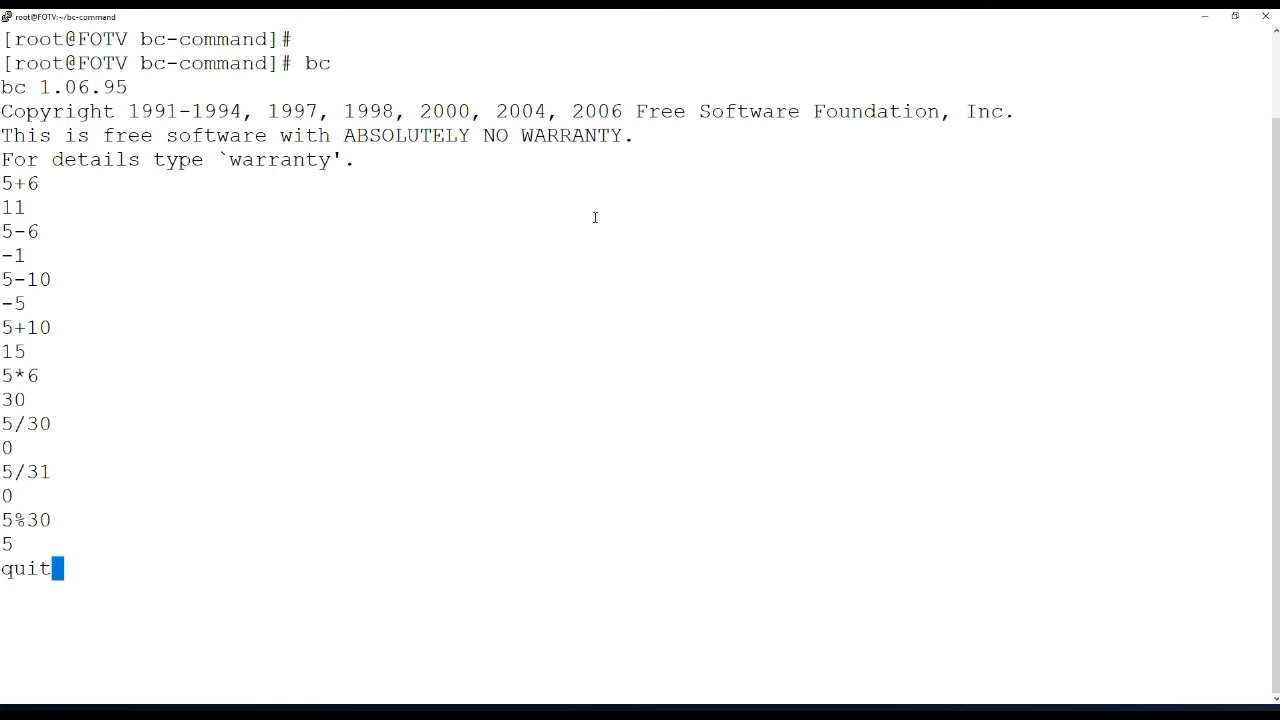 root@FOTV:~/bc-command
[root@FOTV bc-command]#
[root@FOTV bc-command]# bc
bc 1.06.95
Copyright 1991-1994, 1997, 1998, 2000, 2004, 2006 Free Software Foundation, Inc.
This is free software with ABSOLUTELY NO WARRANTY.
For details type `warranty'.
5+6
11
5-6
-1
5-10
-5
5+10
15
5*6
30
5/30
0
5/31
0
5%30
5
quit